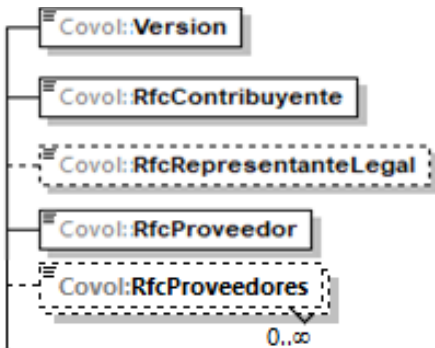 Covol::Version
Covol::RfcContribuyente
Covol::RfcRepresentanteLegal
Covol::RfcProveedor
Covol:RfcProveedores
0..∞